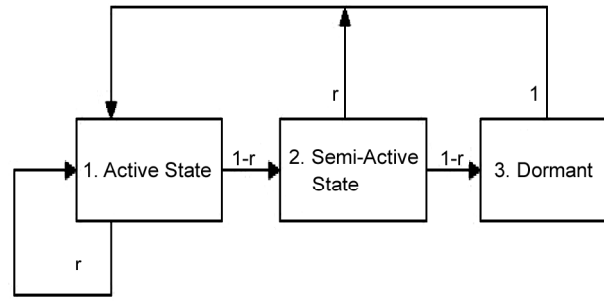 r
1
1. Active State
1-r
2. Semi-Active
State
1-r
3. Dormant
r